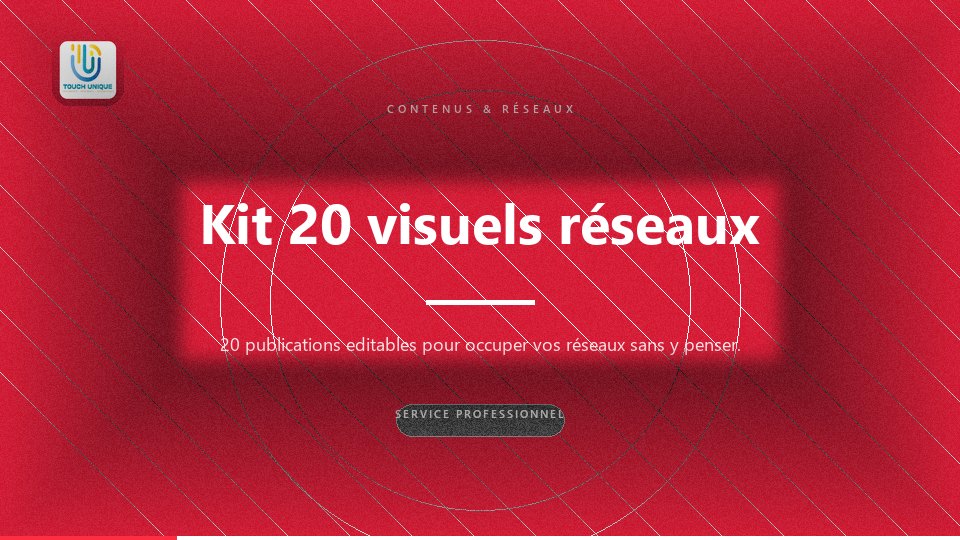 TOUCH UNIQUE
CONTENUS & RÉSEAUX
Kit 20 visuels réseaux
20 publications editables pour occuper vos réseaux sans y penser.
SERVICE PROFESSIONNEL